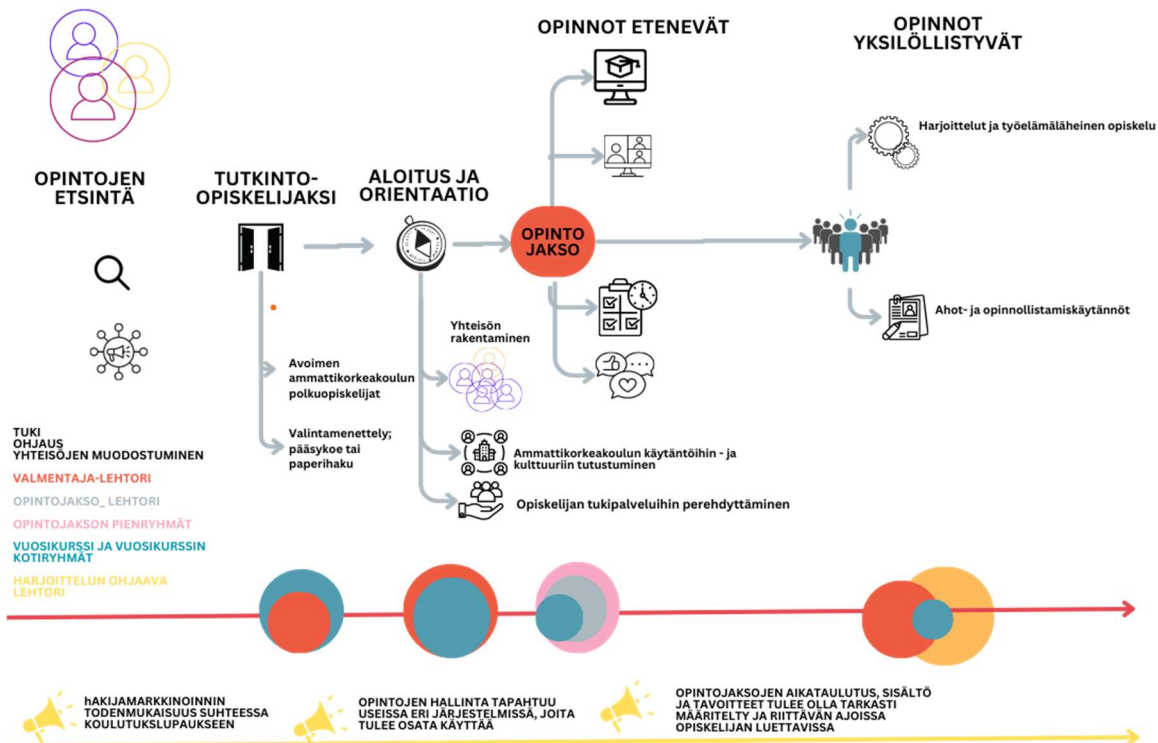 OPINTOJEN
ETSINTÄ
TUTKINTO-
OPISKELIJAKSI
ALOITUS JA
ORIENTAATIO
OPINNOT ETENEVÄT
OPINNOT
YKSILÖLLISTYVÄT
OPINTO
JAKSO
Harjoittelut ja työelämäläheinen opiskelu
Ahot- ja opinnollistamiskäytännöt
Avoimen
ammattikorkeakoulun
polkuopiskelijat
Valintamenettely;
pääsykoe tai
paperihaku
Yhteisön
rakentaminen
Ammattikorkeakoulun käytäntöihin - ja
kulttuuriin tutustuminen
Opiskelijan tukipalveluihin perehdyttäminen
TUKI
OHJAUS
YHTEISÖJEN MUODOSTUMINEN
VALMENTAJA-LEHTORI
OPINTOJAKSO_ LEHTORI
OPINTOJAKSON PIENRYHMÄT
VUOSIKURSSI JA VUOSIKURSSIN
KOTIRYHMÄT
HARJOITTELUN OHJAAVA
LEHTORI
hAKIJAMARKKINOINNIN
TODENMUKAISUUS SUHTEESSA
KOULUTUKSLUPAUKSEEN
OPINTOJEN HALLINTA TAPAHTUU
USEISSA ERI JÄRJESTELMISSÄ, JOITA
TULEE OSATA KÄYTTÄÄ
OPINTOJAKSOJEN AIKATAULUTUS, SISÄLTÖ
JA TAVOITTEET TULEE OLLA TARKASTI
MÄÄRITELTY JA RIITTÄVÄN AJOISSA
OPISKELIJAN LUETTAVISSA